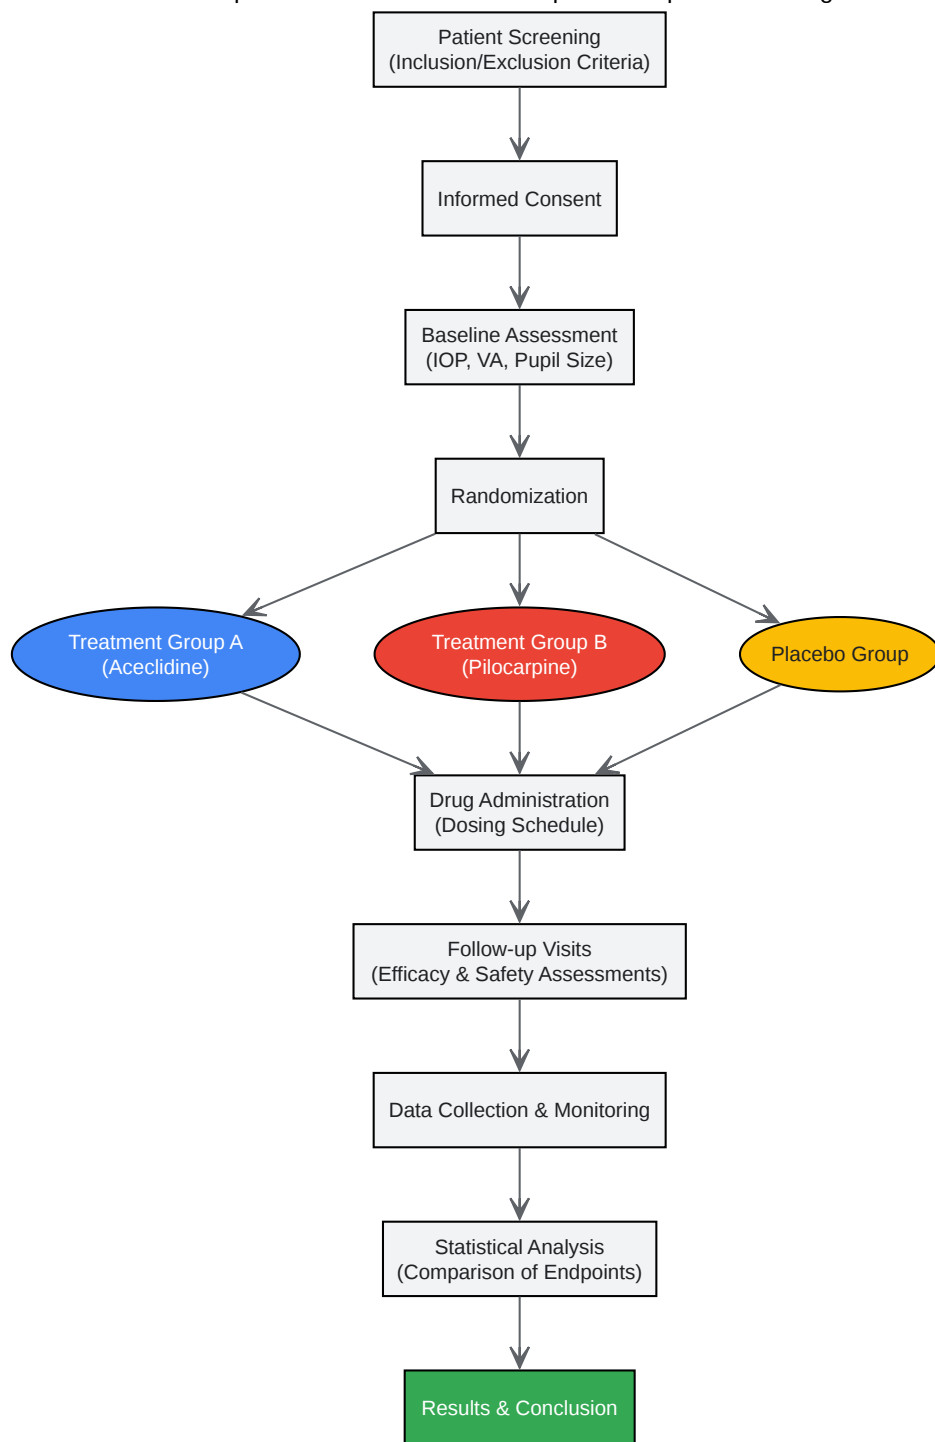 Patient Screening
(Inclusion/Exclusion Criteria)
Informed Consent
Baseline Assessment
(IOP, VA, Pupil Size)
Randomization
Treatment Group A
(Aceclidine)
Treatment Group B
(Pilocarpine)
Placebo Group
Drug Administration
(Dosing Schedule)
Follow-up Visits
(Efficacy & Safety Assessments)
Data Collection & Monitoring
Statistical Analysis
(Comparison of Endpoints)
Results & Conclusion